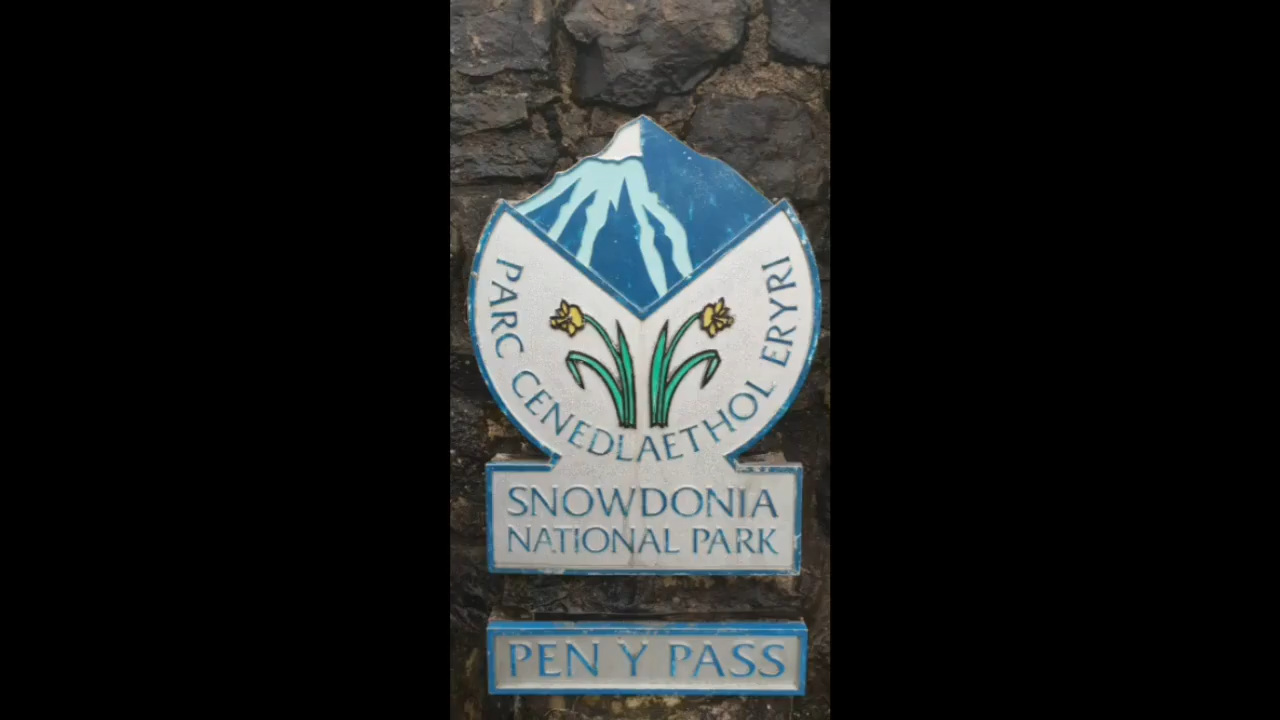 PARC CENEDLAETHOL ERYRI
SNOWDONIA
NATIONAL PARK
PEN Y PASS